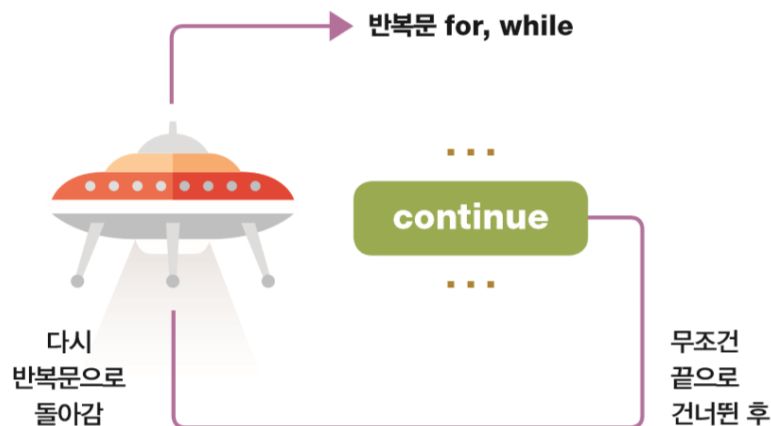 반복문 for, while
...
continue
...
다시
반복문으로
돌아감
무조건
끝으로
건너뛴 후